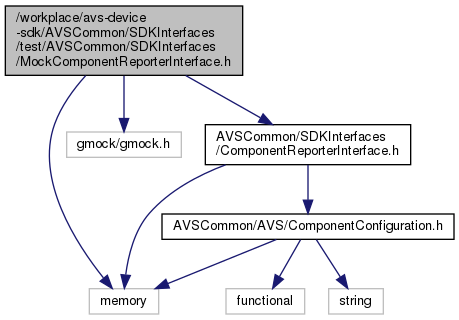 /workplace/avs-device
-sdk/AVSCommon/SDKInterfaces
/test/AVSCommon/SDKInterfaces
/MockComponentReporterInterface.h
gmock/gmock.h
AVSCommon/SDKInterfaces
/ComponentReporterInterface.h
AVSCommon/AVS/ComponentConfiguration.h
memory
functional
string